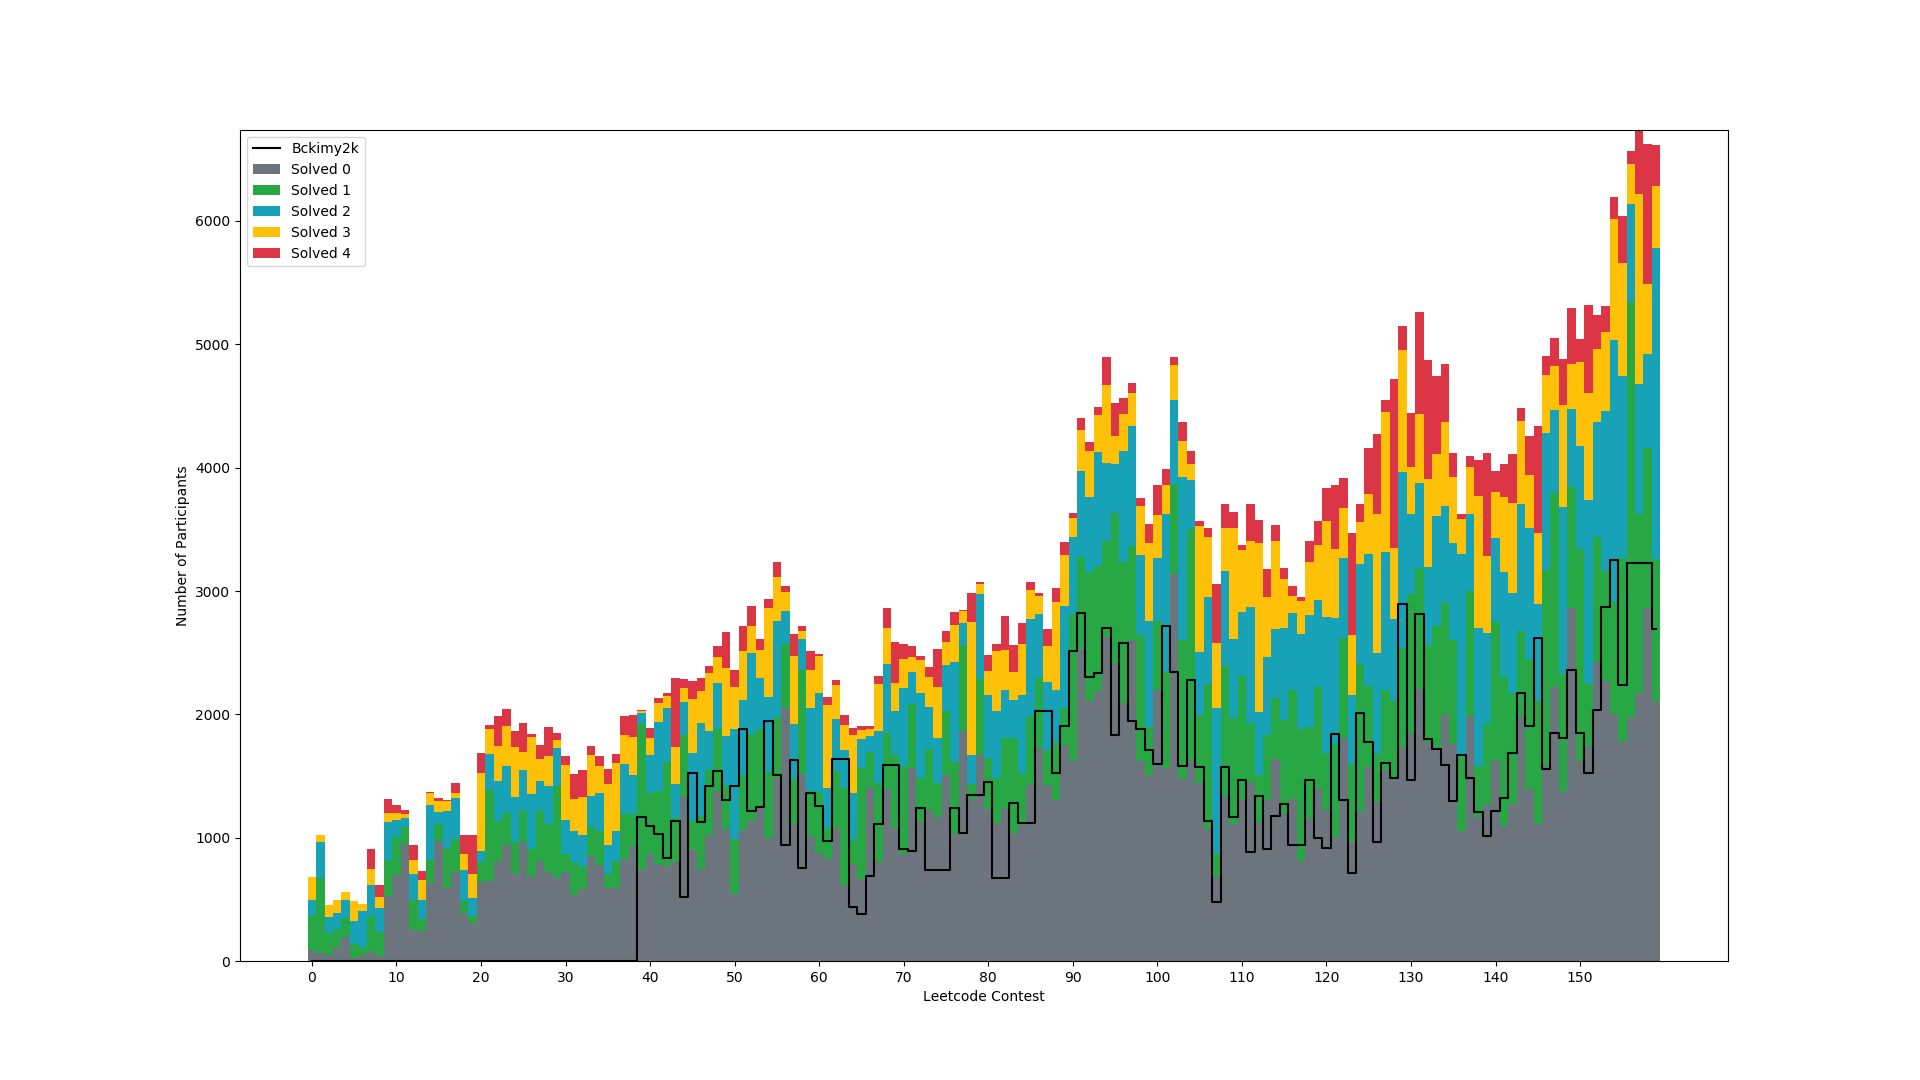 Bckimy2k
Solved 0
Solved 1
Solved 2
Solved 3
Solved 4
6000
5000
4000
3000
2000
1000
0
Number of Participants
0 10 20 30 40 50 60 70 80 90 100 110 120 130 140 150
Leetcode Contest